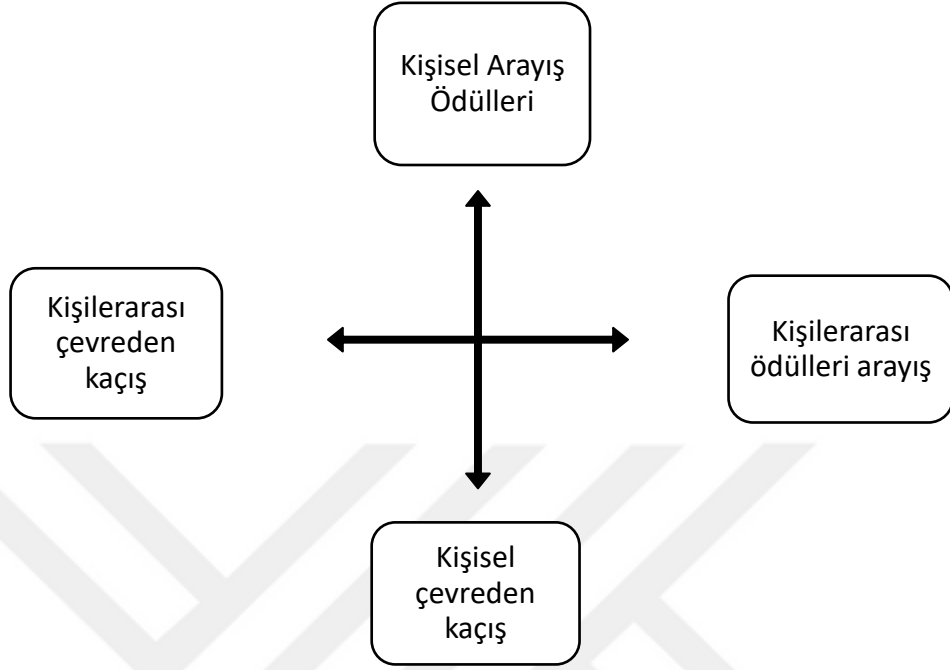 Kişisel Arayış
Ödülleri
Kişilerarası
çevreden
kaçış
Kişilerarası
ödülleri arayış
Kişisel
çevreden
kaçış